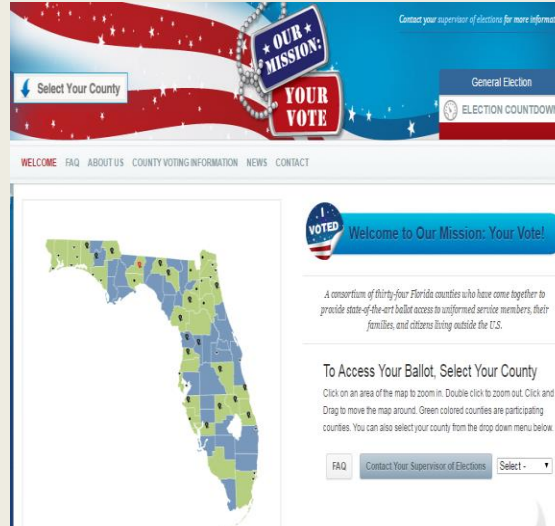 Contact your supervisor of elections for more
OUR
MISSION:
YOUR
VOTE
Select Your County
General Election
ELECTION COUNTDOWN
WELCOME FAQ ABOUT US COUNTY VOTING INFORMATION NEWS CONTACT
I
VOTED
Welcome to Our Mission: Your Vote!
A consortium of thirty-four Florida counties who have come together to
provide state-of-the-art ballot access to uniformed service members, their
families, and citizens living outside the U.S.
To Access Your Ballot, Select Your County
Click on an area of the map to zoom in. Double click to zoom out. Click and
Drag to move the map around. Green colored counties are participating
counties. You can also select your county from the drop down menu below.
FAQ Contact Your Supervisor of Elections Select -